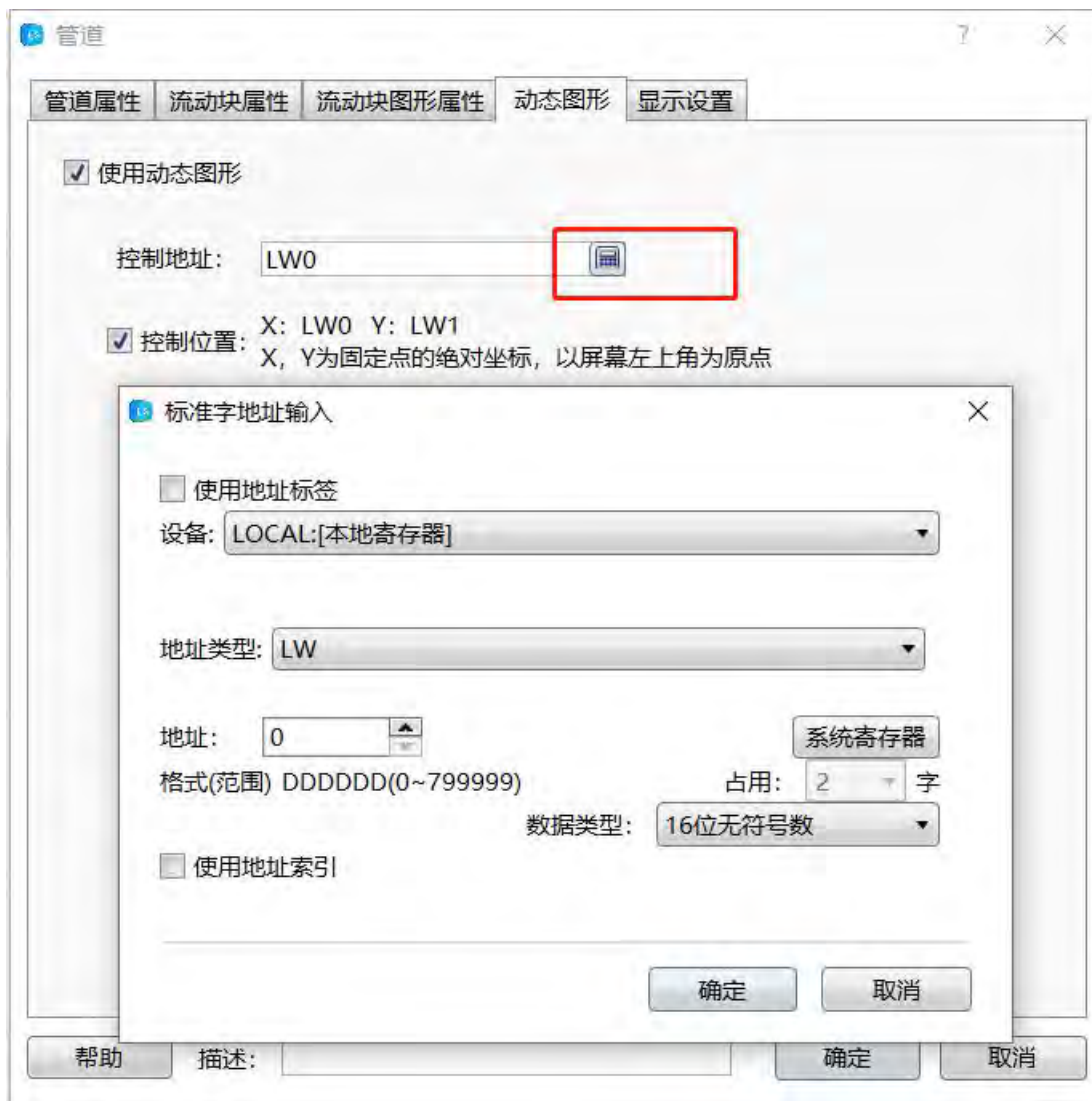 管道
管道属性 流动块属性 流动块图形属性 动态图形 显示设置
使用动态图形
控制地址： LW0
控制位置： X： LW0 Y： LW1
X，Y为固定点的绝对坐标，以屏幕左上角为原点
标准字地址输入
使用地址标签
设备: LOCAL:[本地寄存器]
地址类型: LW
地址： 0 系统寄存器
格式(范围) DDDDDD(0~799999) 占用： 2 字
数据类型： 16位无符号数
使用地址索引
确定 取消
帮助 描述： 确定 取消